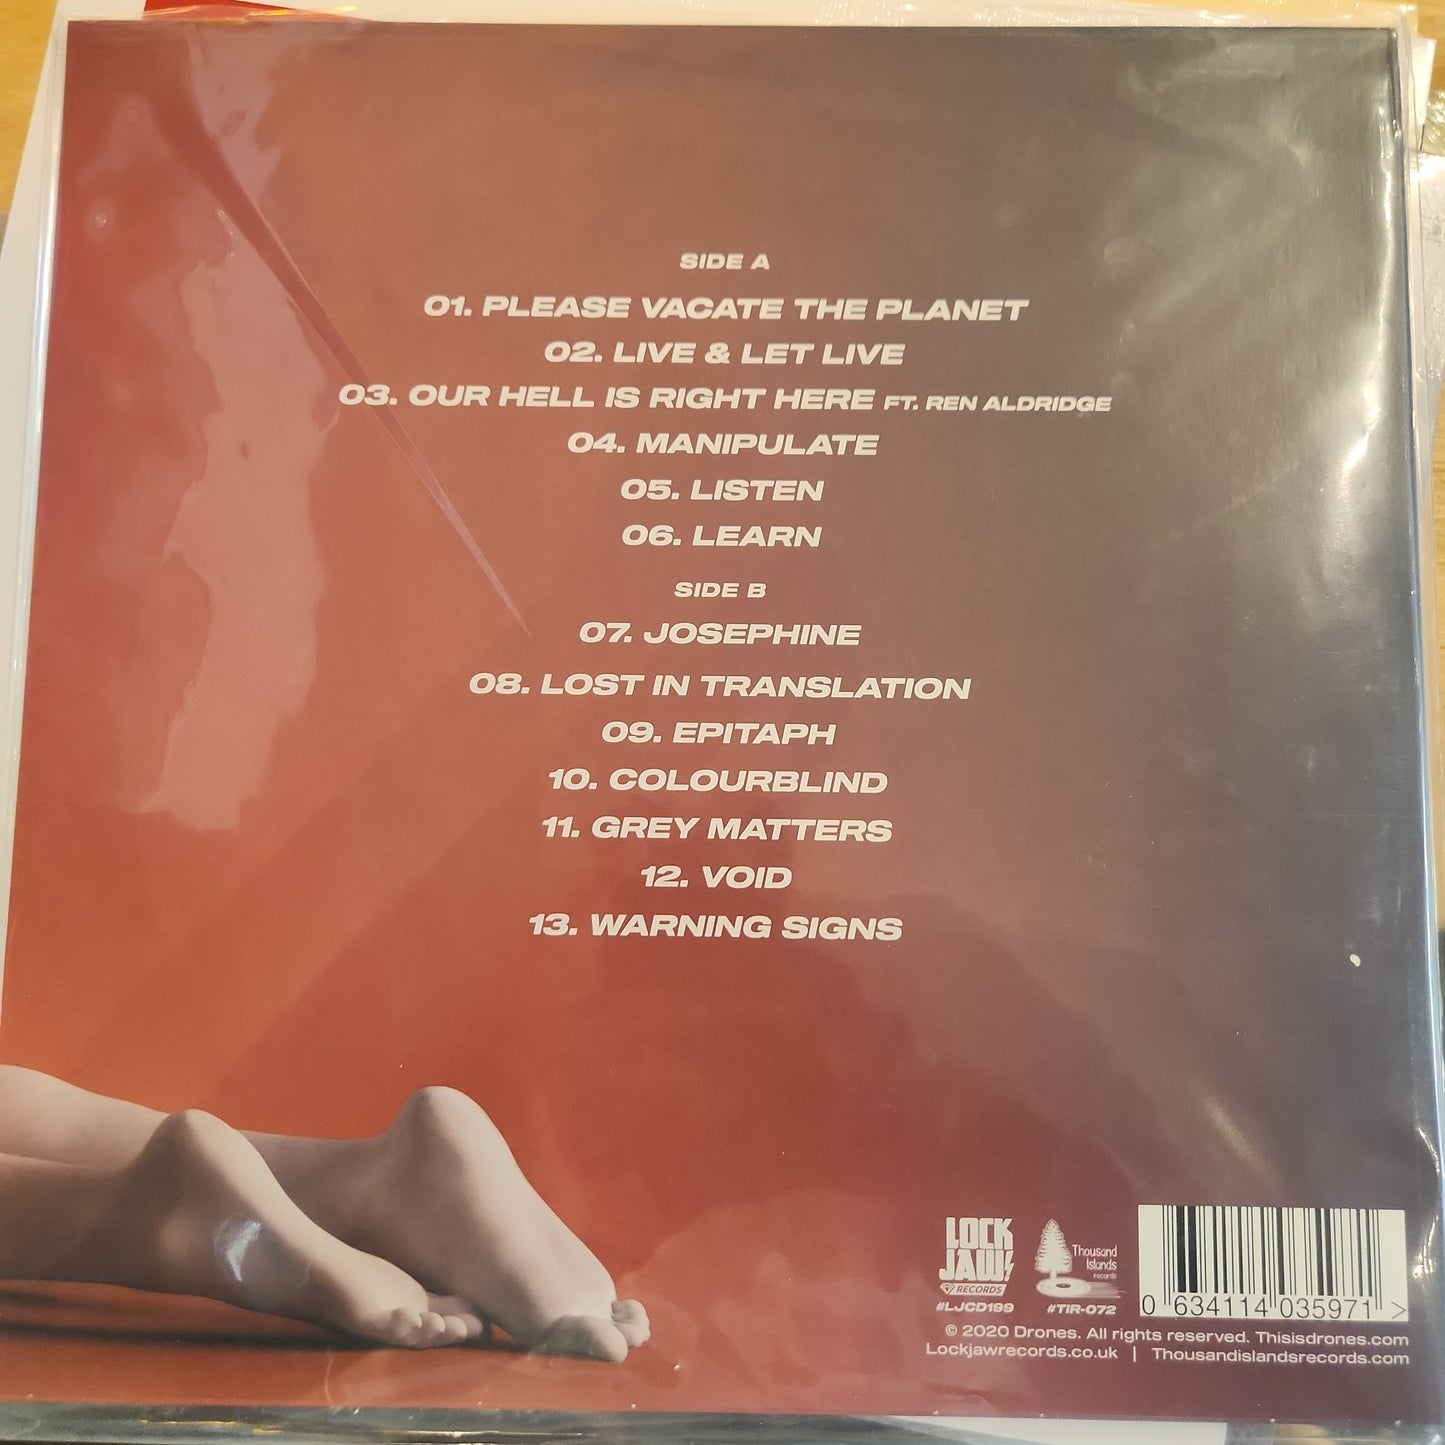 SIDE A
01. PLEASE VACATE THE PLANET
02. LIVE & LET LIVE
03. OUR HELL IS RIGHT HERE FT. REN ALDRIDGE
04. MANIPULATE
05. LISTEN
06. LEARN
SIDE B
07. JOSEPHINE
08. LOST IN TRANSLATION
09. EPITAPH
10. COLOURBLIND
11. GREY MATTERS
12. VOID
13. WARNING SIGNS
LOCK
JAW!
RECORDS
#LJCD199
Thousand
Islands
records
#TIR-072
0 634114 035971 >
© 2020 Drones. All rights reserved. Thisisdrones.com
Lockjawrecords.co.uk | Thousandislandsrecords.com